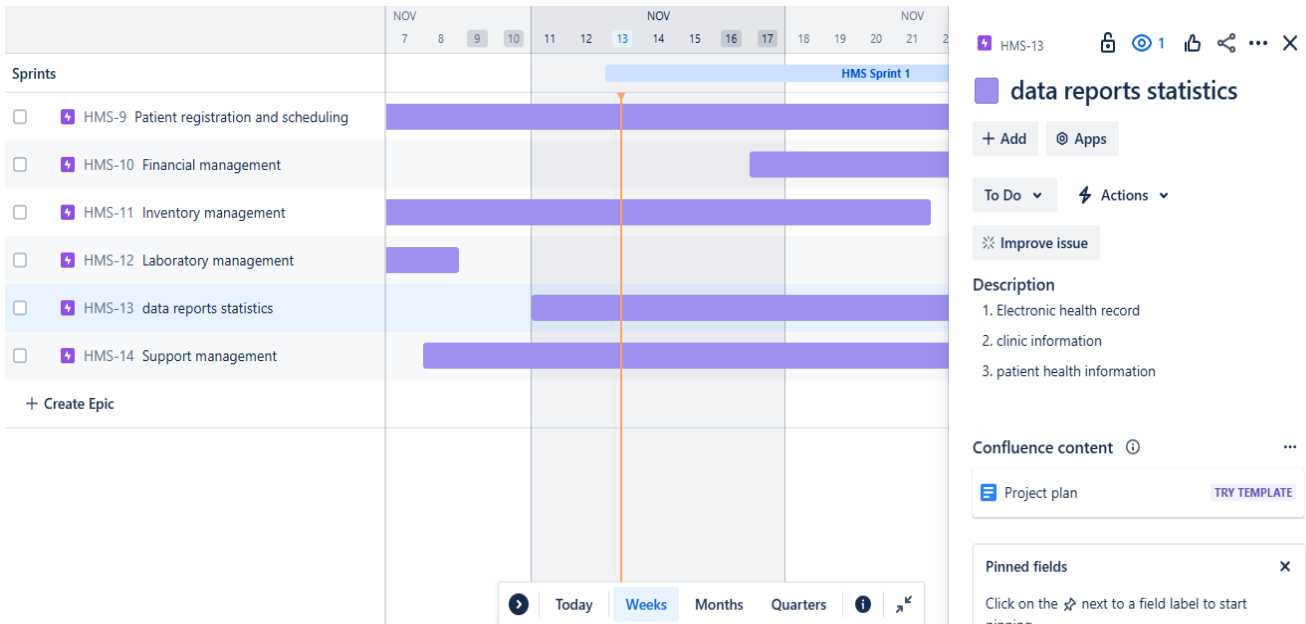 NOV NOV NOV
7 8 9 10 11 12 13 14 15 16 17 18 19 20 21
Sprints
HMS Sprint 1
HMS-9 Patient registration and scheduling
HMS-10 Financial management
HMS-11 Inventory management
HMS-12 Laboratory management
HMS-13 data reports statistics
HMS-14 Support management
+ Create Epic
Today Weeks Months Quarters
HMS-13 1
data reports statistics
+ Add Apps
To Do Actions
Improve issue
Description
1. Electronic health record
2. clinic information
3. patient health information
Confluence content
Project plan TRY TEMPLATE
Pinned fields
Click on the next to a field label to start